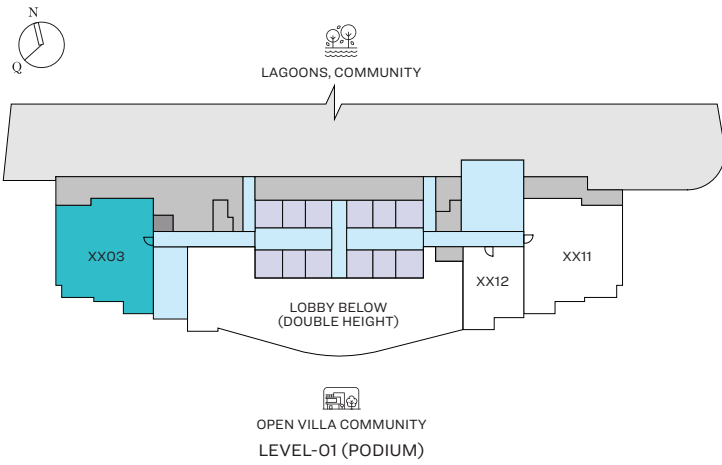 N
Q
LAGOONS, COMMUNITY
XX03
XX11
XX12
LOBBY BELOW
(DOUBLE HEIGHT)
OPEN VILLA COMMUNITY
LEVEL-01 (PODIUM)